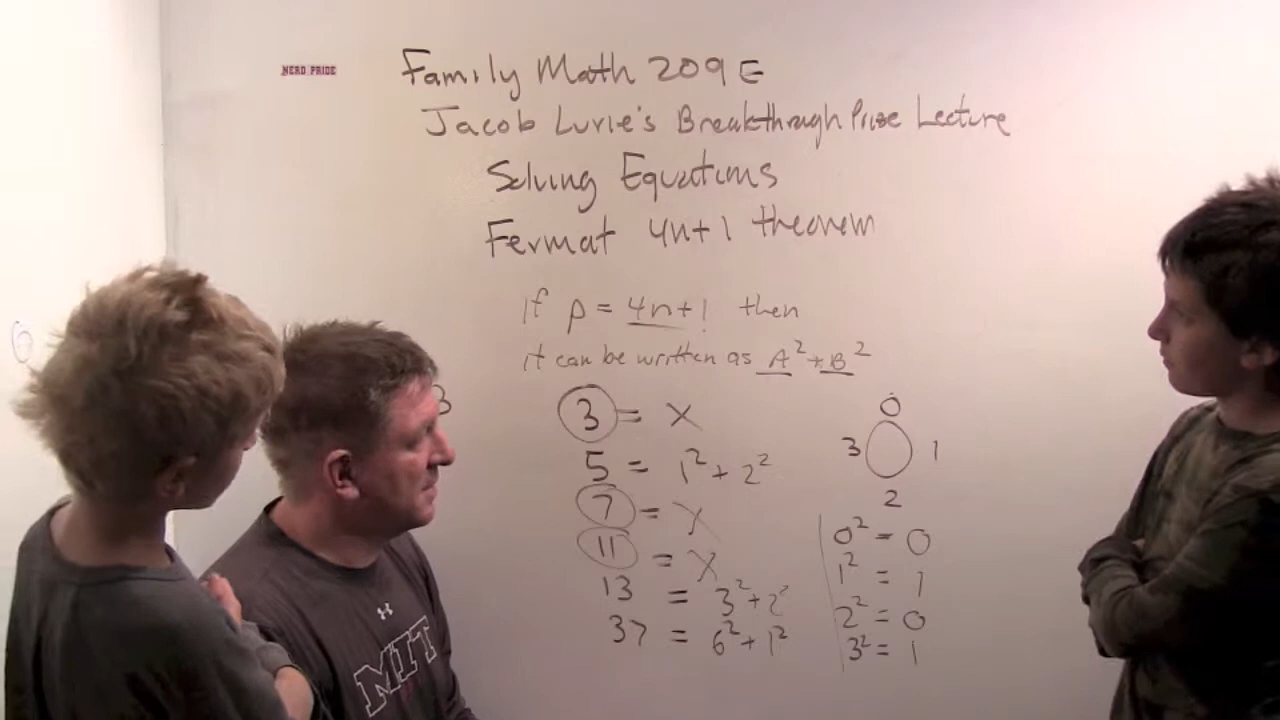 NERD PRIDE
Family Math 209 E
Jacob Lurie's Breakthrough Prize Lecture
Solving Equations
Fermat 4n+1 theorem
If p = 4n+1 then
it can be written as A² + B²
3 = X
5 = 1² + 2²
7 = X
11 = X
13 = 3² + 2²
37 = 6² + 1²
0
3 1
2
0² = 0
1² = 1
2² = 0
3² = 1
6
3
MIT